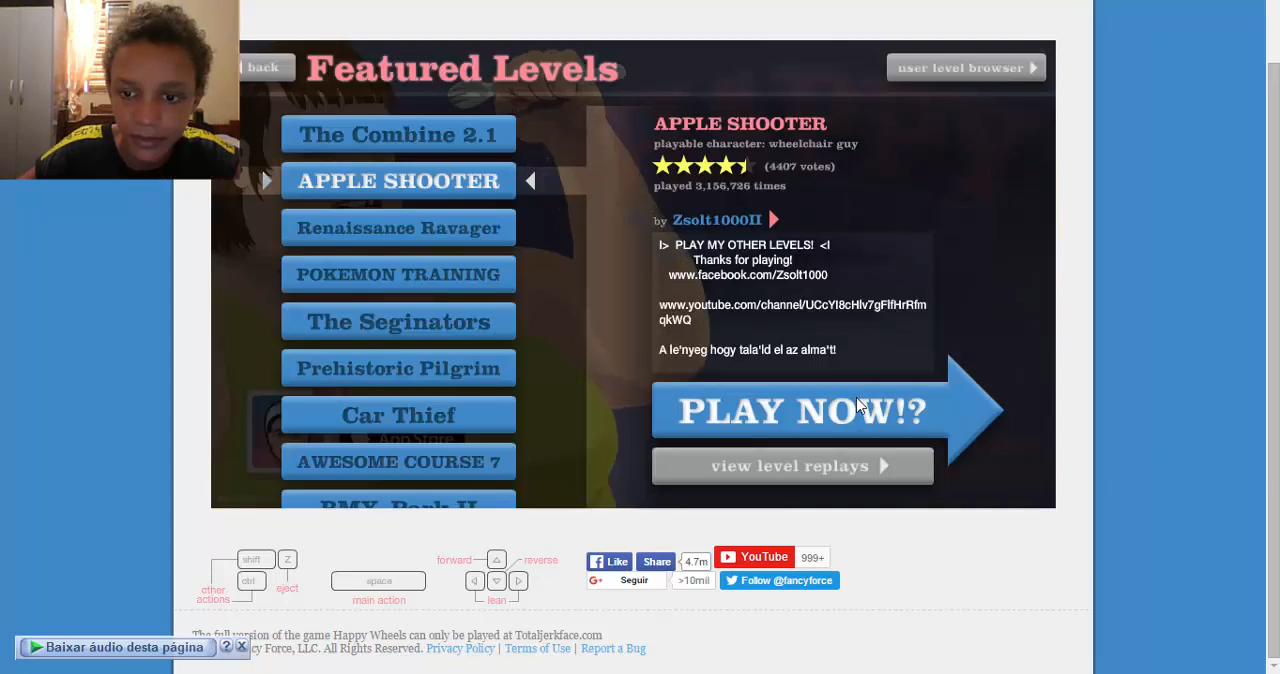 back
Featured Levels
user level browser
The Combine 2.1
APPLE SHOOTER
Renaissance Ravager
POKEMON TRAINING
The Seginators
Prehistoric Pilgrim
Car Thief
App Store
AWESOME COURSE 7
BMX Park II
APPLE SHOOTER
playable character: wheelchair guy
(4407 votes)
played 3,156,726 times
by Zsolt1000II
I> PLAY MY OTHER LEVELS! <I
Thanks for playing!
www.facebook.com/Zsolt1000
www.youtube.com/channel/UCcYI8cHlv7gFlfHrRfm
qkWQ
A le'nyeg hogy tala'ld el az alma't!
PLAY NOW!?
view level replays
shift
Z
ctrl
other
actions
eject
space
main action
forward
reverse
lean
Like
Share
4.7m
YouTube
999+
Seguir
>10mil
Follow @fancyforce
The full version of the game Happy Wheels can only be played at Totaljerkface.com
cy Force, LLC. All Rights Reserved. Privacy Policy | Terms of Use | Report a Bug
Baixar áudio desta página
?
X